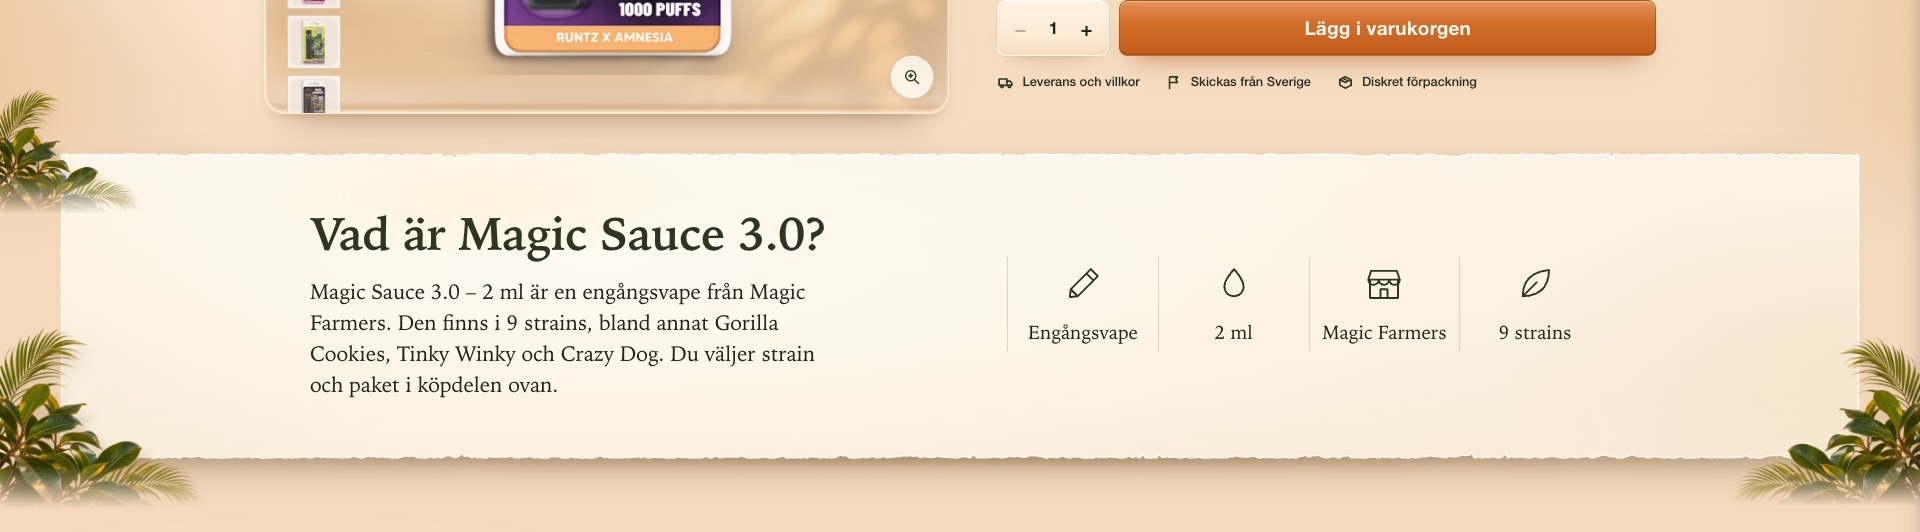 1000 PUFFS
RUNTZ X AMNESIA
− 1 +
Lägg i varukorgen
Leverans och villkor
Skickas från Sverige
Diskret förpackning
Vad är Magic Sauce 3.0?
Magic Sauce 3.0 – 2 ml är en engångsvape från Magic
Farmers. Den finns i 9 strains, bland annat Gorilla
Cookies, Tinky Winky och Crazy Dog. Du väljer strain
och paket i köpdelen ovan.
Engångsvape
2 ml
Magic Farmers
9 strains